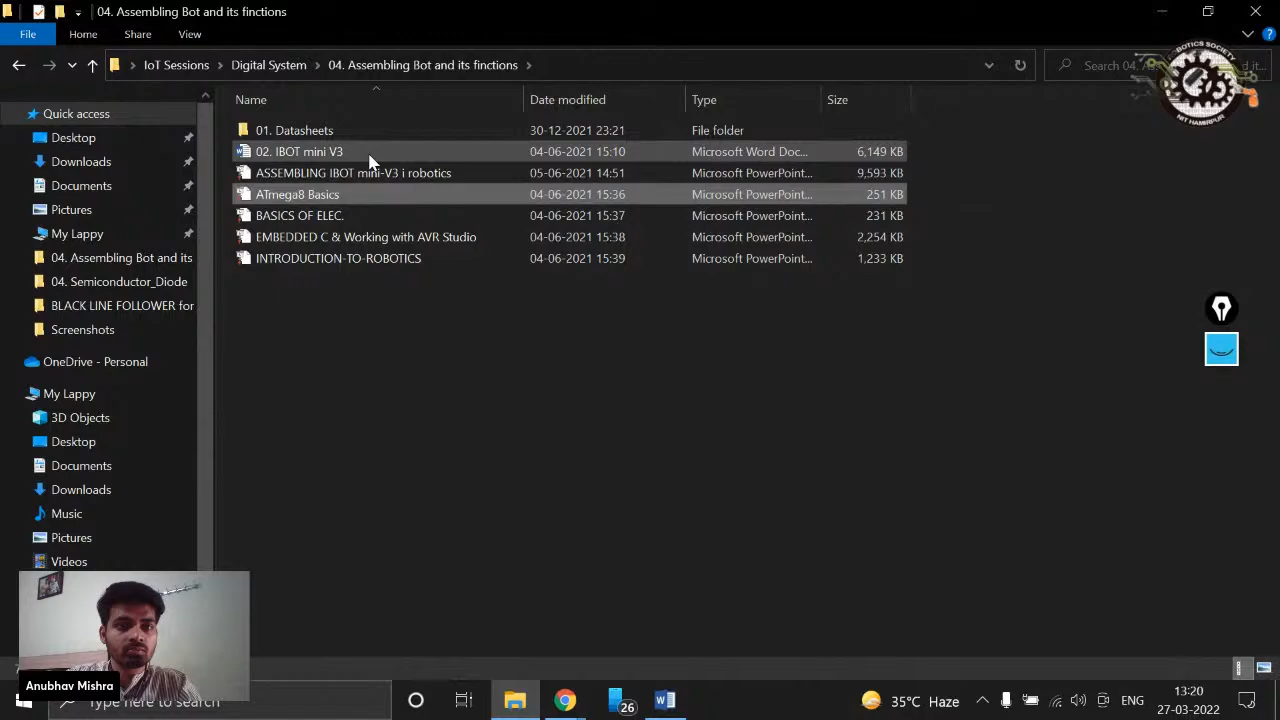 04. Assembling Bot and its finctions
File
Home
Share
View
IoT Sessions
Digital System
04. Assembling Bot and its finctions
Search 04.
it...
ROBOTICS SOCIETY
NIT HAMIRPUR
Name
Date modified
Type
Size
01. Datasheets
30-12-2021 23:21
File folder
02. IBOT mini V3
04-06-2021 15:10
Microsoft Word Doc...
6,149 KB
ASSEMBLING IBOT mini-V3 i robotics
05-06-2021 14:51
Microsoft PowerPoint...
9,593 KB
ATmega8 Basics
04-06-2021 15:36
Microsoft PowerPoint...
251 KB
BASICS OF ELEC.
04-06-2021 15:37
Microsoft PowerPoint...
231 KB
EMBEDDED C & Working with AVR Studio
04-06-2021 15:38
Microsoft PowerPoint...
2,254 KB
INTRODUCTION-TO-ROBOTICS
04-06-2021 15:39
Microsoft PowerPoint...
1,233 KB
Quick access
Desktop
Downloads
Documents
Pictures
My Lappy
04. Assembling Bot and its
04. Semiconductor_Diode
BLACK LINE FOLLOWER for
Screenshots
OneDrive - Personal
My Lappy
3D Objects
Desktop
Documents
Downloads
Music
Pictures
Videos
Anubhav Mishra
Type here to search
26
35°C Haze
ENG
13:20
27-03-2022